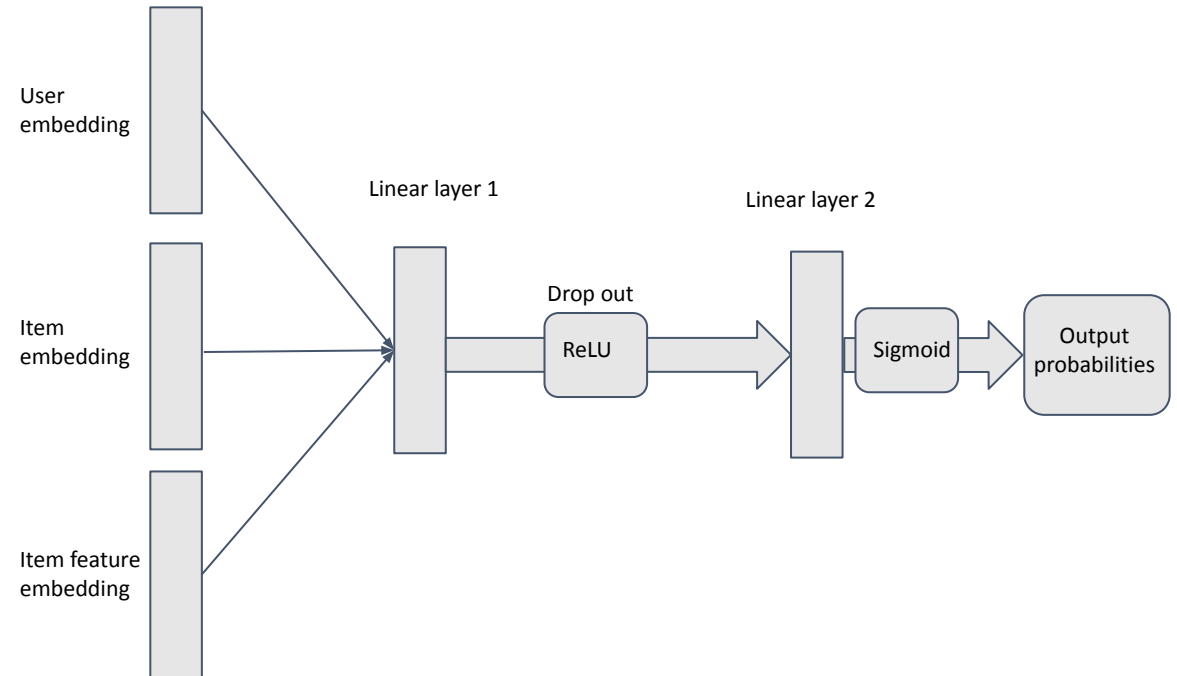 User
embedding
Linear layer 1
Linear layer 2
Item
embedding
Drop out
ReLU
Sigmoid
Output
probabilities
Item feature
embedding